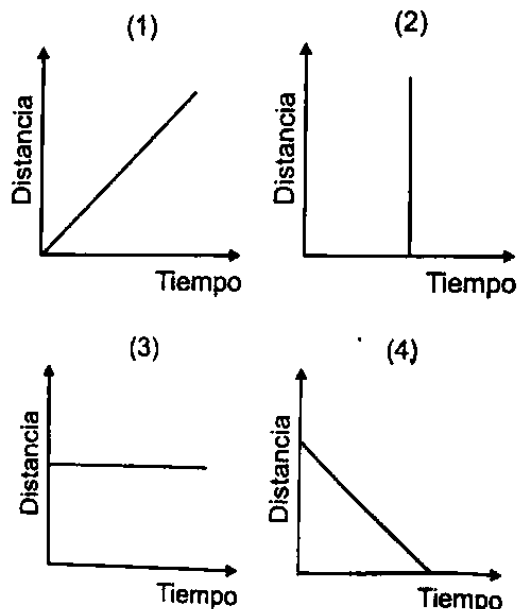 (1)
Distancia
Tiempo
(2)
Distancia
Tiempo
(3)
Distancia
Tiempo
(4)
Distancia
Tiempo